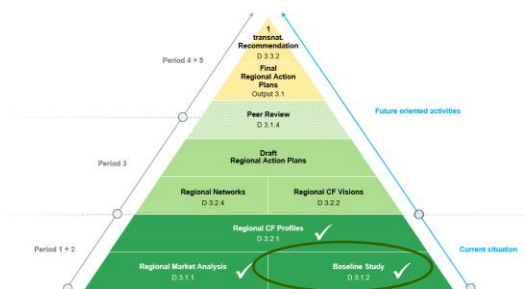 1
transnat.
Recommendation
D 3.3.2
Period 4 + 5
Final
Regional Action
Plans
Output 3.1
Peer Review
D 3.1.4
Future oriented activities
Draft
Regional Action Plans
Period 3
Regional Networks
D 3.2.4
Regional CF Visions
D 3.2.2
Regional CF Profiles
D 3.2.1
Period 1 + 2
Current situation
Regional Market Analysis
D 3.1.1
Baseline Study
D 3.1.2